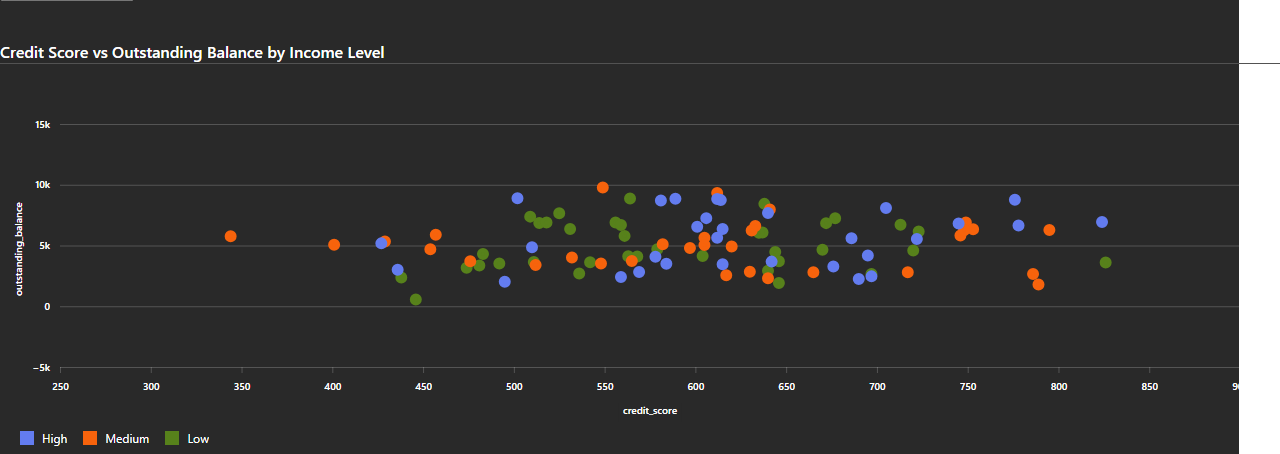 Credit Score vs Outstanding Balance by Income Level
15k
10k
5k
0
−5k
outstanding_balance
250 300 350 400 450 500 550 600 650 700 750 800 850
credit_score
High Medium Low